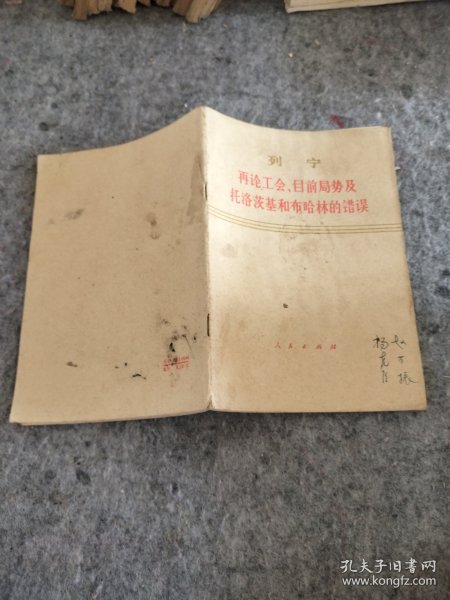 列宁
再论工会、目前局势及
托洛茨基和布哈林的错误
人民出版社
孔夫子旧书网
www.kongfz.com